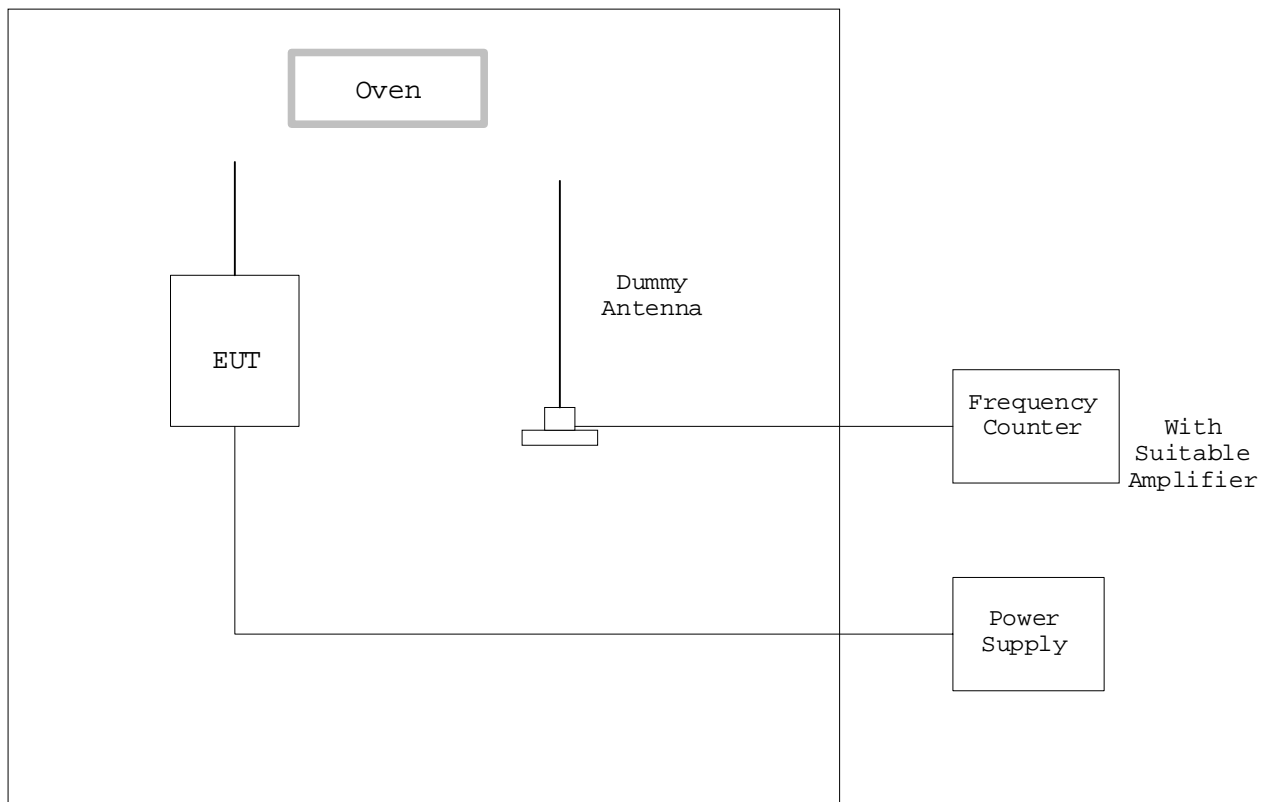 Oven
Dummy
Antenna
EUT
Frequency
Counter
With
Suitable
Amplifier
Power
Supply